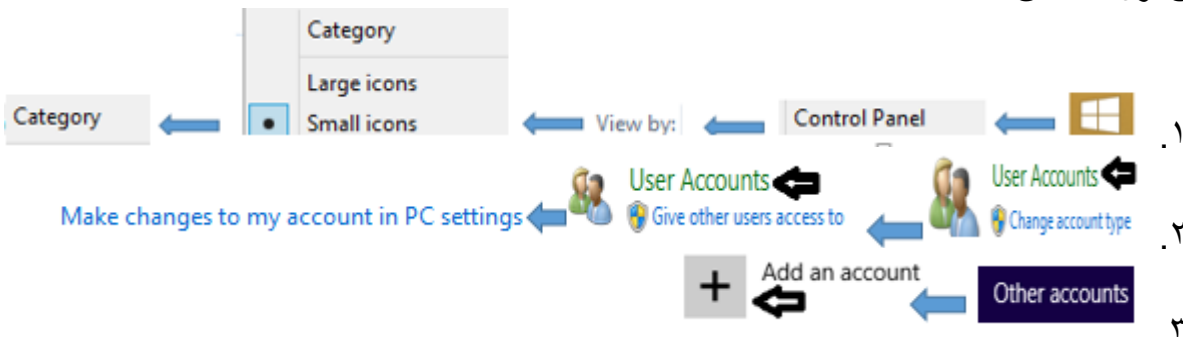 Category
Large icons
١. Control Panel View by: Small icons Category
User Accounts User Accounts
٢. Change account type Give other users access to Make changes to my account in PC settings
Other accounts Add an account
٣